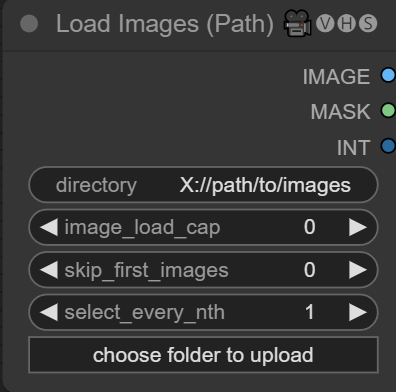 Load Images (Path) 🎥🅥🅗🅢
IMAGE
MASK
INT
directory X://path/to/images
image_load_cap 0
skip_first_images 0
select_every_nth 1
choose folder to upload